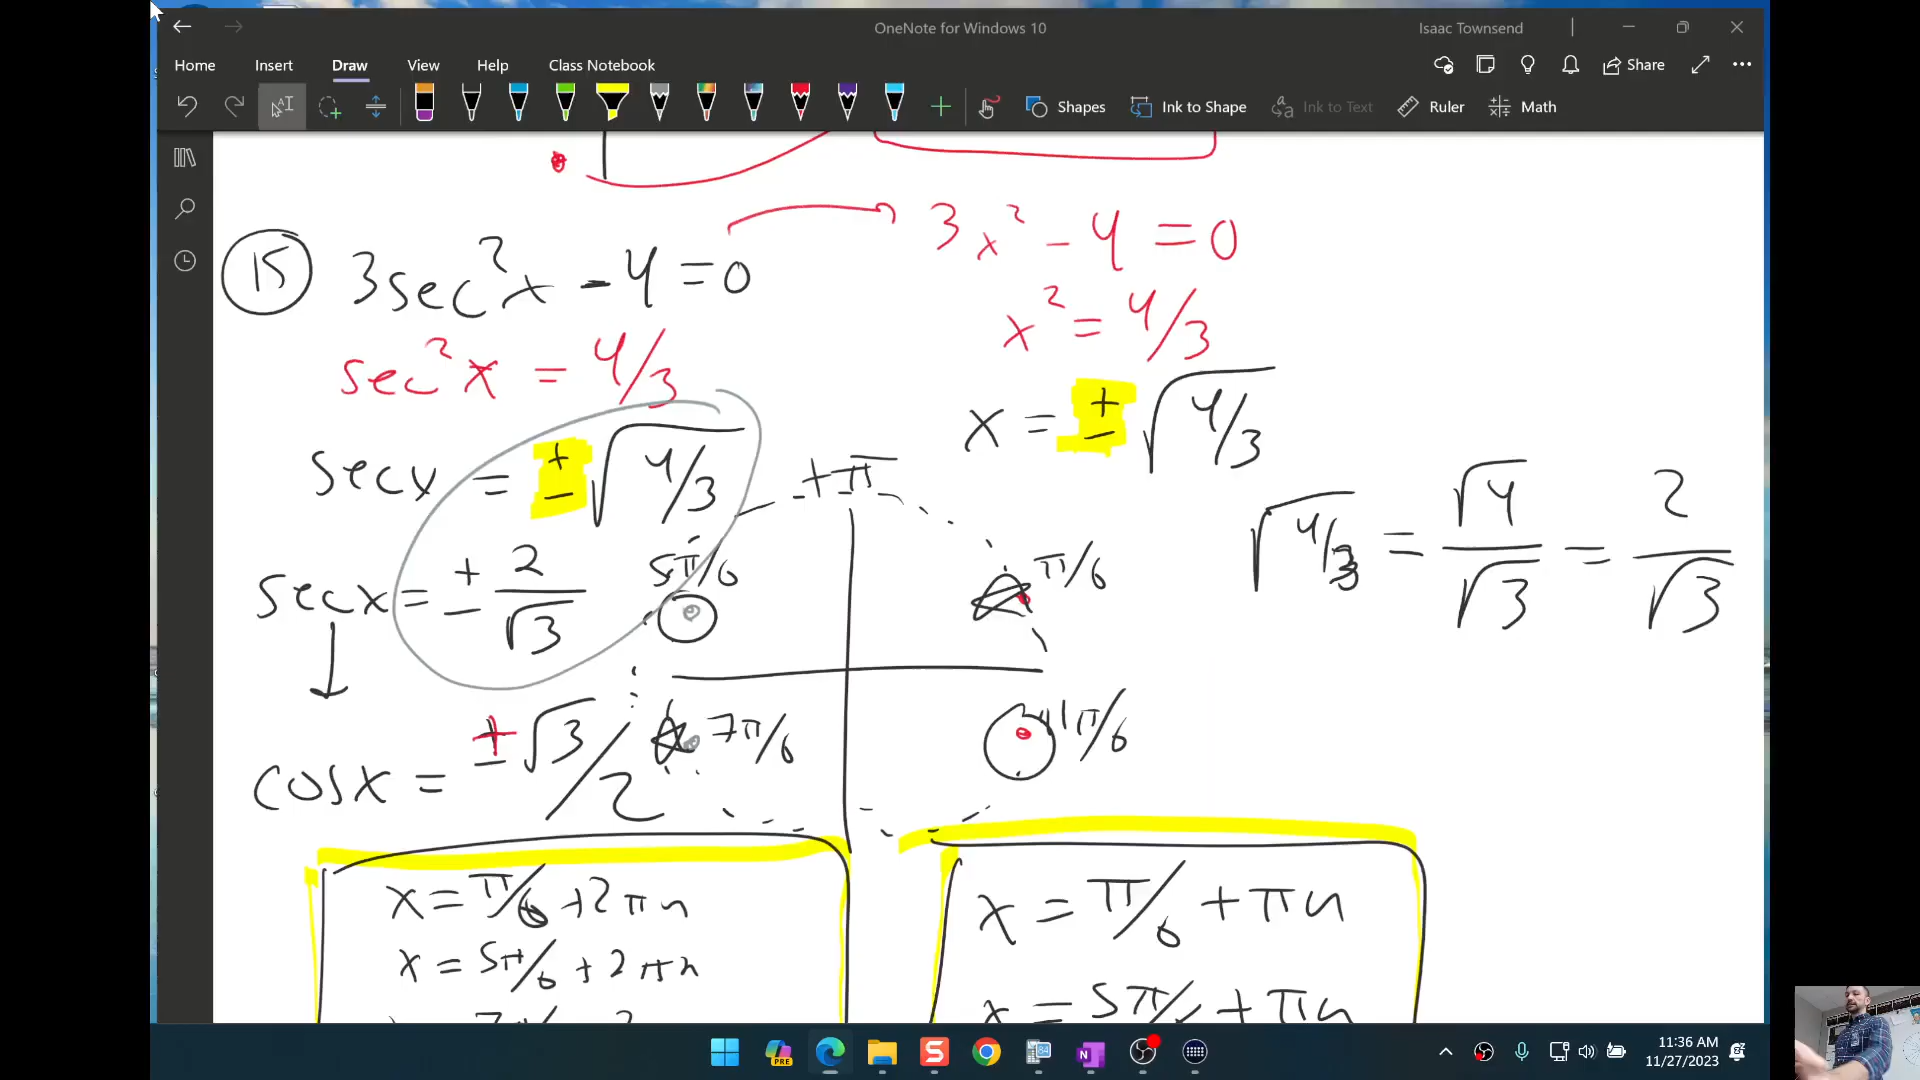 OneNote for Windows 10
Isaac Townsend
Home Insert Draw View Help Class Notebook
Share
Shapes Ink to Shape Ink to Text Ruler Math
15
3sec²x - 4 = 0
3x² - 4 = 0
sec²x = 4/3
x² = 4/3
x = ± √4/3
secx = ± √4/3
+π
√4/3 = √4/√3 = 2/√3
secx = ± 2/√3
5π/6
π/6
cosx = ± √3/2
7π/6
11π/6
x = π/6 + 2πn
x = π/6 + πn
x = 5π/6 + 2πn
x = 5π/6 + πn
PRE
11:36 AM
11/27/2023